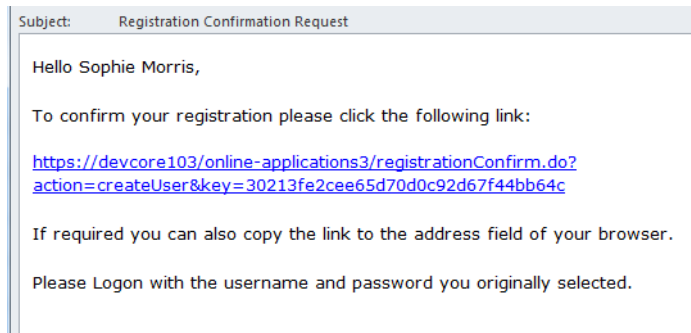 Subject: Registration Confirmation Request
Hello Sophie Morris,
To confirm your registration please click the following link:
https://devcore103/online-applications3/registrationConfirm.do?
action=createUser&key=30213fe2cee65d70d0c92d67f44bb64c
If required you can also copy the link to the address field of your browser.
Please Logon with the username and password you originally selected.